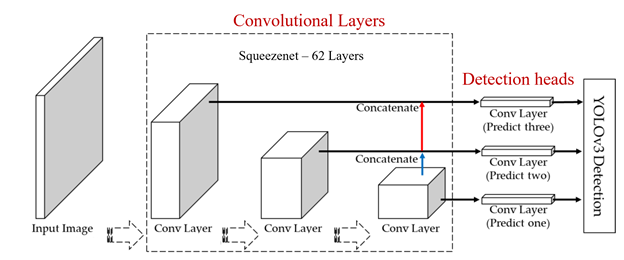 Convolutional Layers
Squeezenet – 62 Layers
Detection heads
Concatenate
Conv Layer
(Predict three)
Concatenate
Conv Layer
(Predict two)
YOLOv3 Detection
Conv Layer
(Predict one)
Input Image
Conv Layer
Conv Layer
Conv Layer